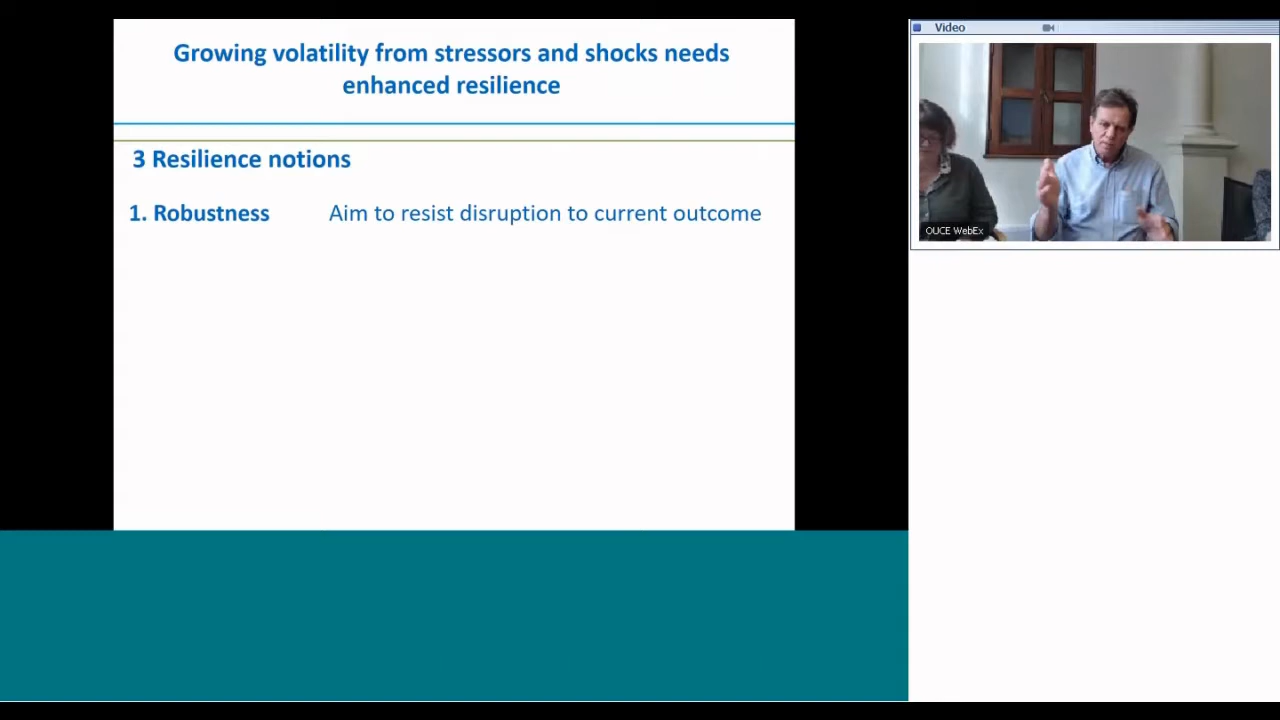 Growing volatility from stressors and shocks needs
enhanced resilience
3 Resilience notions
1. Robustness Aim to resist disruption to current outcome
Video
OUCE WebEx